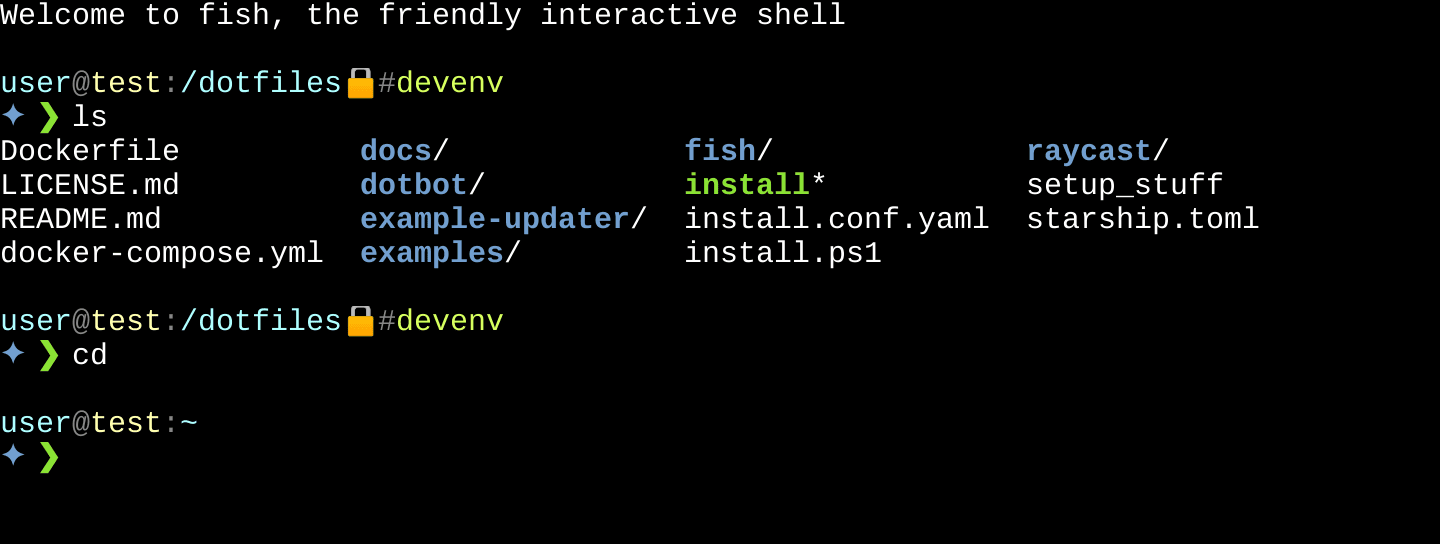 Welcome to fish, the friendly interactive shell
user@test:/dotfiles🔒#devenv
✦ ❯ ls
Dockerfile          docs/             fish/              raycast/
LICENSE.md          dotbot/           install*           setup_stuff
README.md           example-updater/  install.conf.yaml  starship.toml
docker-compose.yml  examples/         install.ps1
user@test:/dotfiles🔒#devenv
✦ ❯ cd
user@test:~
✦ ❯